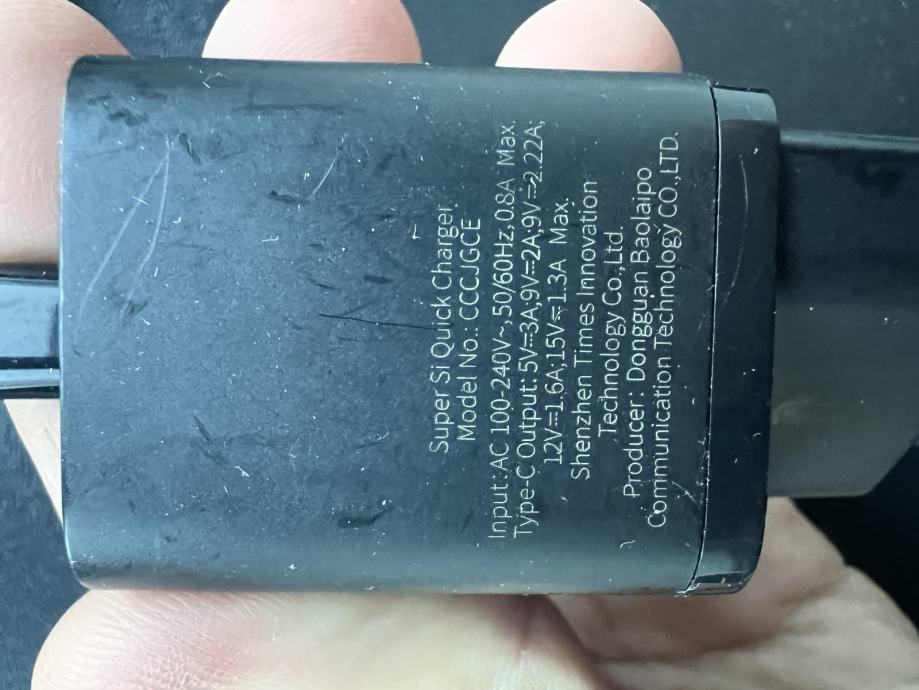 Super Si Quick Charger
Model No.: CCCJGCE
Input:AC 100-240V~,50/60Hz,0.8A Max.
Type-C Output:5V⎓3A;9V⎓2A;9V⎓2.22A;
12V⎓1.6A,15V⎓1.3A Max.
Shenzhen Times Innovation
Technology Co.,Ltd.
Producer: Dongguan Baolaipo
Communication Technology CO.,LTD.